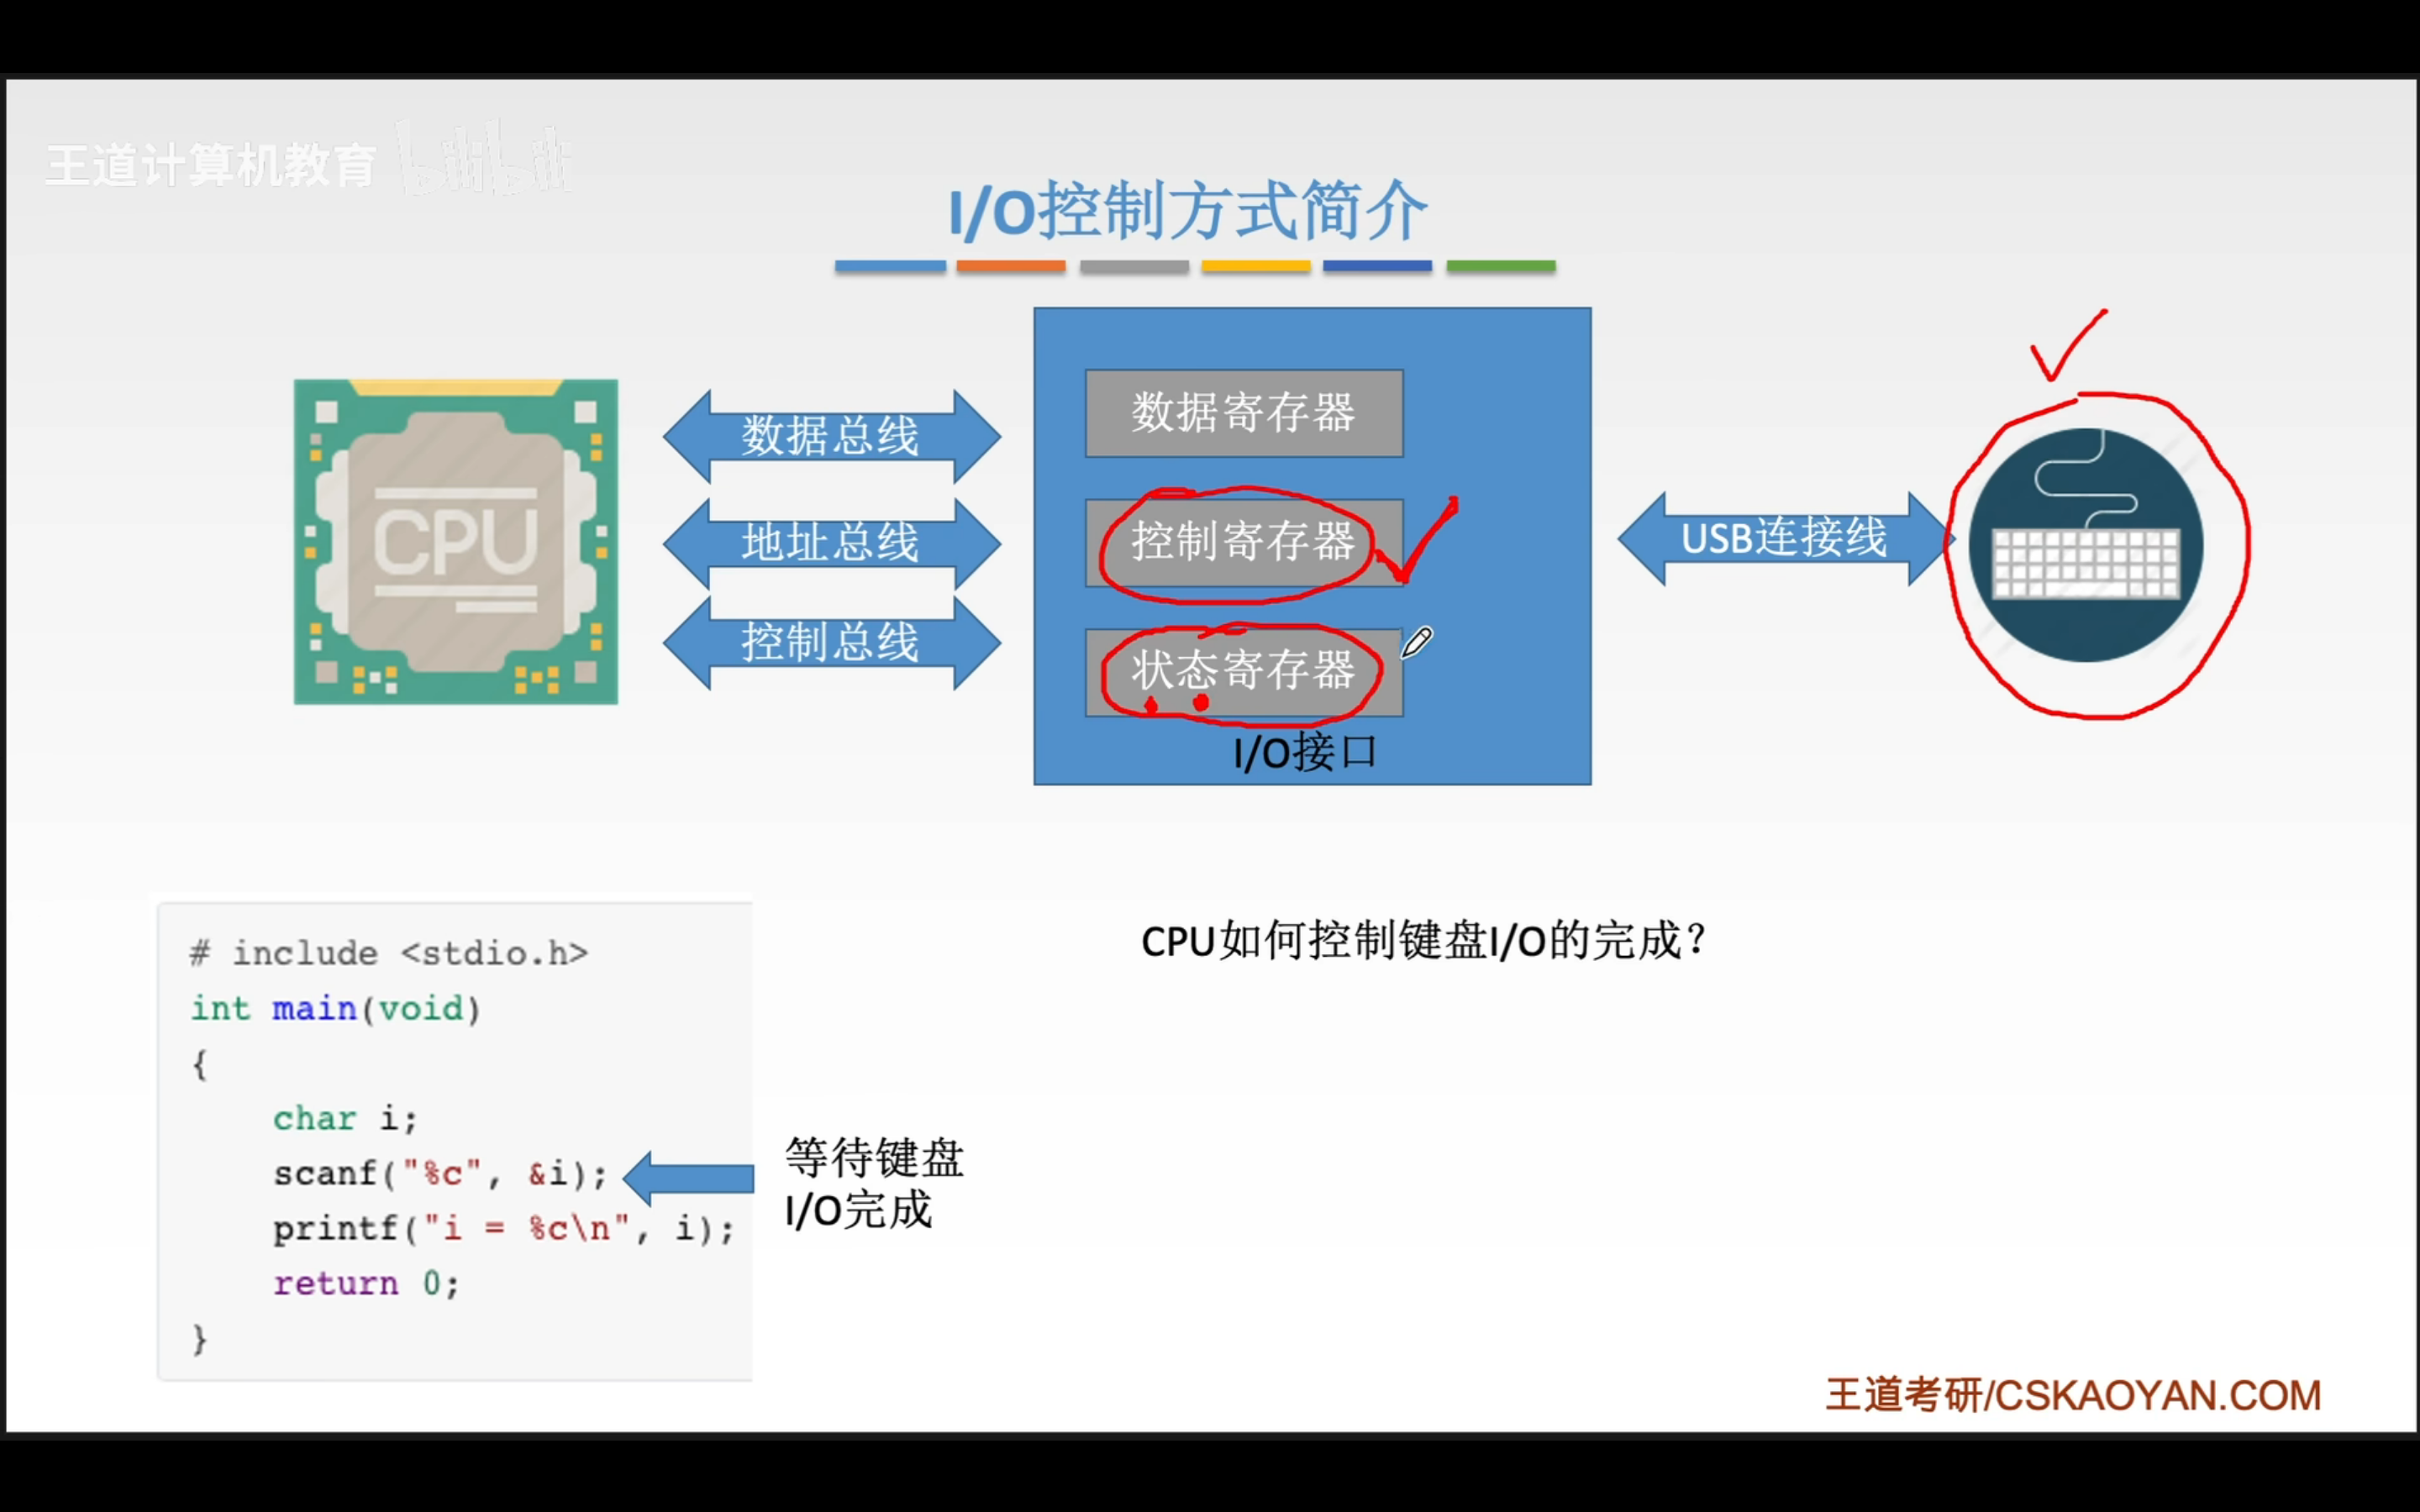 王道计算机教育 bilibili
I/O控制方式简介
CPU
数据总线
地址总线
控制总线
数据寄存器
控制寄存器
状态寄存器
I/O接口
USB连接线
# include <stdio.h>
int main(void)
{
char i;
scanf("%c", &i);
printf("i = %c\n", i);
return 0;
}
等待键盘
I/O完成
CPU如何控制键盘I/O的完成?
王道考研/CSKAOYAN.COM